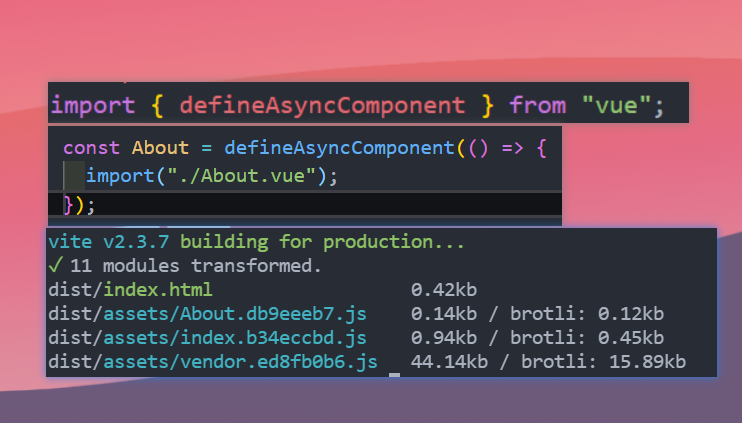 import { defineAsyncComponent } from "vue";
const About = defineAsyncComponent(() => {
import("./About.vue");
});
vite v2.3.7 building for production...
✓ 11 modules transformed.
dist/index.html 0.42kb
dist/assets/About.db9eeeb7.js 0.14kb / brotli: 0.12kb
dist/assets/index.b34eccbd.js 0.94kb / brotli: 0.45kb
dist/assets/vendor.ed8fb0b6.js 44.14kb / brotli: 15.89kb